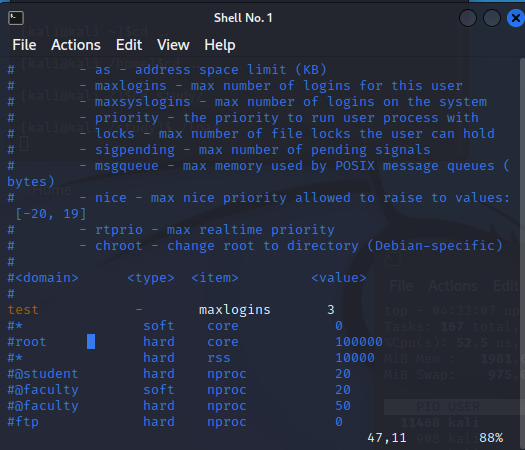 Shell No. 1
File Actions Edit View Help
# - as - address space limit (KB)
# - maxlogins - max number of logins for this user
# - maxsyslogins - max number of logins on the system
# - priority - the priority to run user process with
# - locks - max number of file locks the user can hold
# - sigpending - max number of pending signals
# - msgqueue - max memory used by POSIX message queues (
bytes)
# - nice - max nice priority allowed to raise to values:
[-20, 19]
# - rtprio - max realtime priority
# - chroot - change root to directory (Debian-specific)
#
#<domain> <type> <item> <value>
#
test - maxlogins 3
#* soft core 0
#root hard core 100000
#* hard rss 10000
#@student hard nproc 20
#@faculty soft nproc 20
#@faculty hard nproc 50
#ftp hard nproc 0
47,11 88%